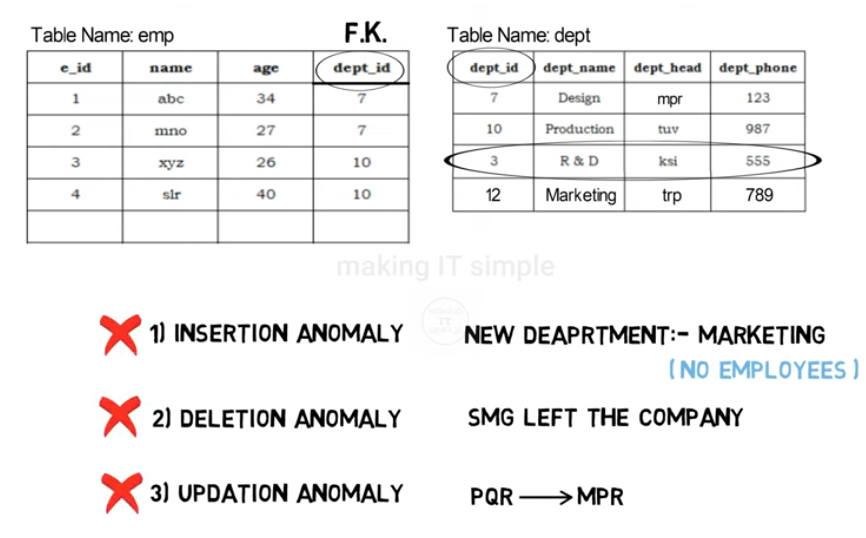 Table Name: emp F.K. Table Name: dept
e_id name age dept_id dept_id dept_name dept_head dept_phone
1 abc 34 7 7 Design mpr 123
2 mno 27 7 10 Production tuv 987
3 xyz 26 10 3 R & D ksi 555
4 slr 40 10 12 Marketing trp 789
making IT simple
1) INSERTION ANOMALY NEW DEAPRTMENT:- MARKETING
(NO EMPLOYEES)
2) DELETION ANOMALY SMG LEFT THE COMPANY
3) UPDATION ANOMALY PQR → MPR